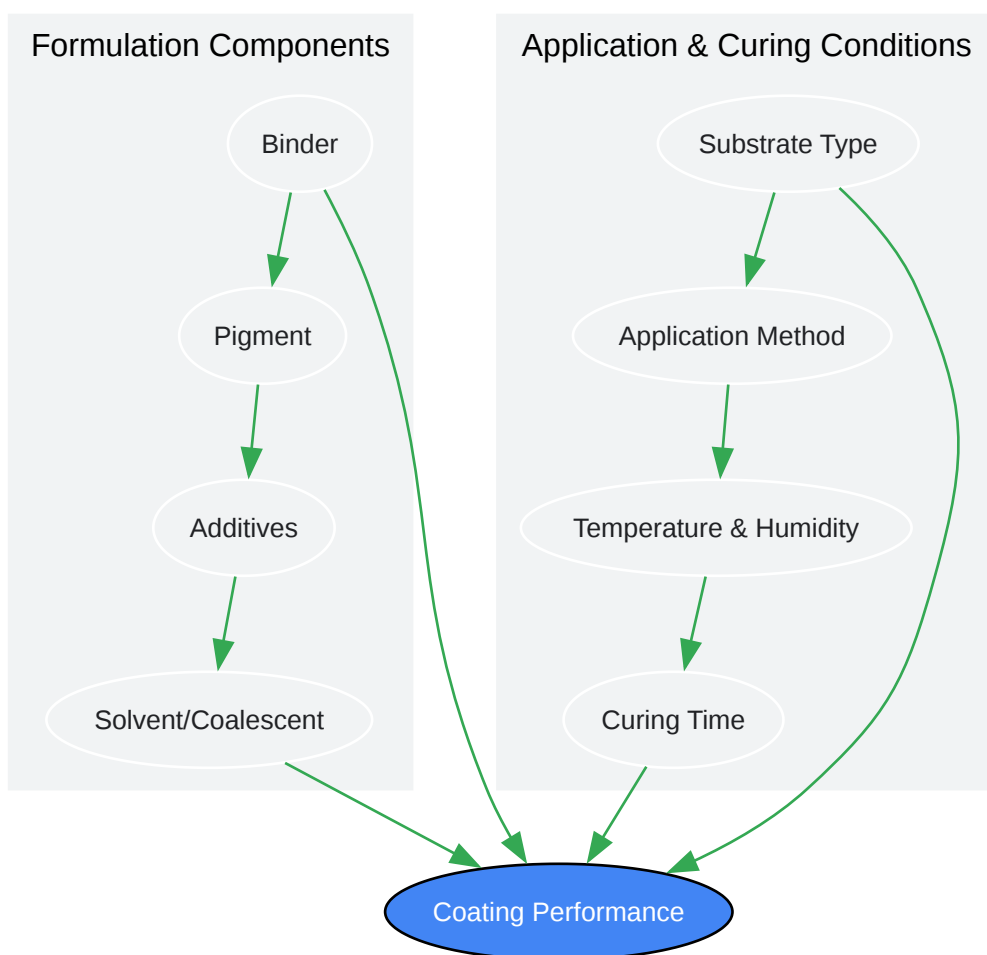 Formulation Components
Binder
Pigment
Additives
Solvent/Coalescent
Application & Curing Conditions
Substrate Type
Application Method
Temperature & Humidity
Curing Time
Coating Performance